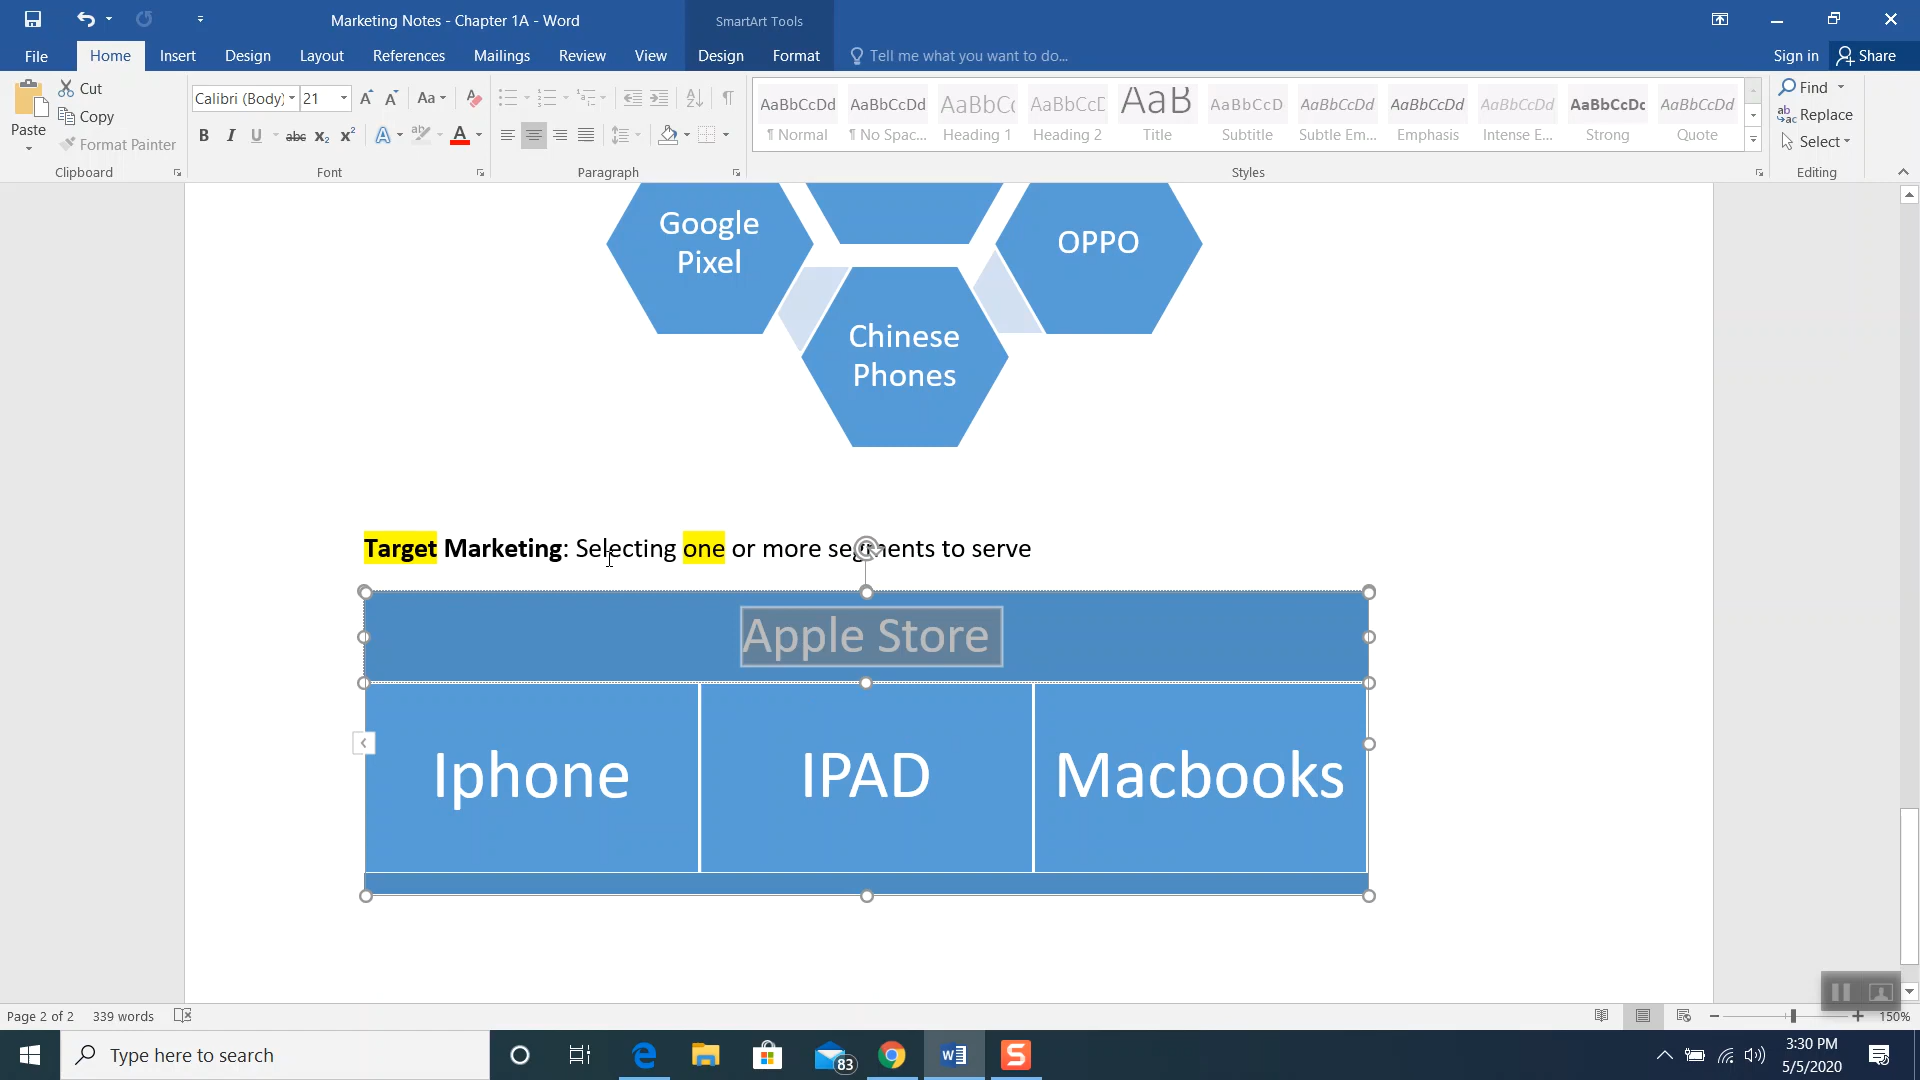 Marketing Notes - Chapter 1A - Word
SmartArt Tools
File Home Insert Design Layout References Mailings Review View Design Format Tell me what you want to do... Sign in Share
Paste
Cut
Copy
Format Painter
Clipboard
Calibri (Body) 21 Aa
B I U abc x₂ x² A A
Font
Paragraph
AaBbCcDd AaBbCcDd AaBbCc AaBbCcD AaB AaBbCcD AaBbCcDd AaBbCcDd AaBbCcDd AaBbCcDc AaBbCcDd
¶ Normal ¶ No Spac... Heading 1 Heading 2 Title Subtitle Subtle Em... Emphasis Intense E... Strong Quote
Styles
Find
Replace
Select
Editing
Google
Pixel
OPPO
Chinese
Phones
Target Marketing: Selecting one or more segments to serve
Apple Store
Iphone IPAD Macbooks
Page 2 of 2 339 words 150%
Type here to search
83
3:30 PM
5/5/2020